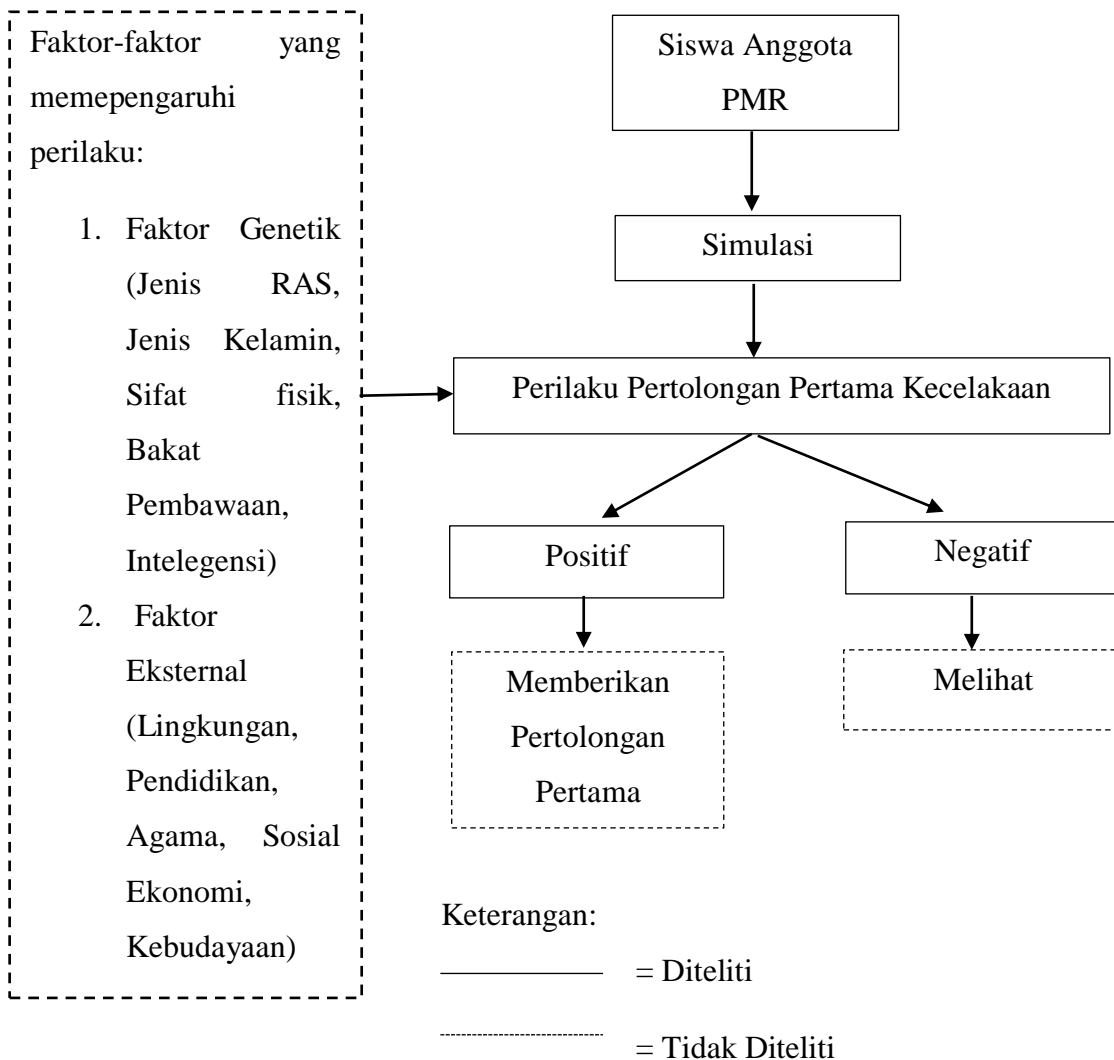 Faktor-faktor yang
memepengaruhi
perilaku:
1. Faktor Genetik
(Jenis RAS,
Jenis Kelamin,
Sifat fisik,
Bakat
Pembawaan,
Intelegensi)
2. Faktor
Eksternal
(Lingkungan,
Pendidikan,
Agama, Sosial
Ekonomi,
Kebudayaan)
Siswa Anggota
PMR
Simulasi
Perilaku Pertolongan Pertama Kecelakaan
Positif
Negatif
Memberikan
Pertolongan
Pertama
Melihat
Keterangan:
= Diteliti
= Tidak Diteliti